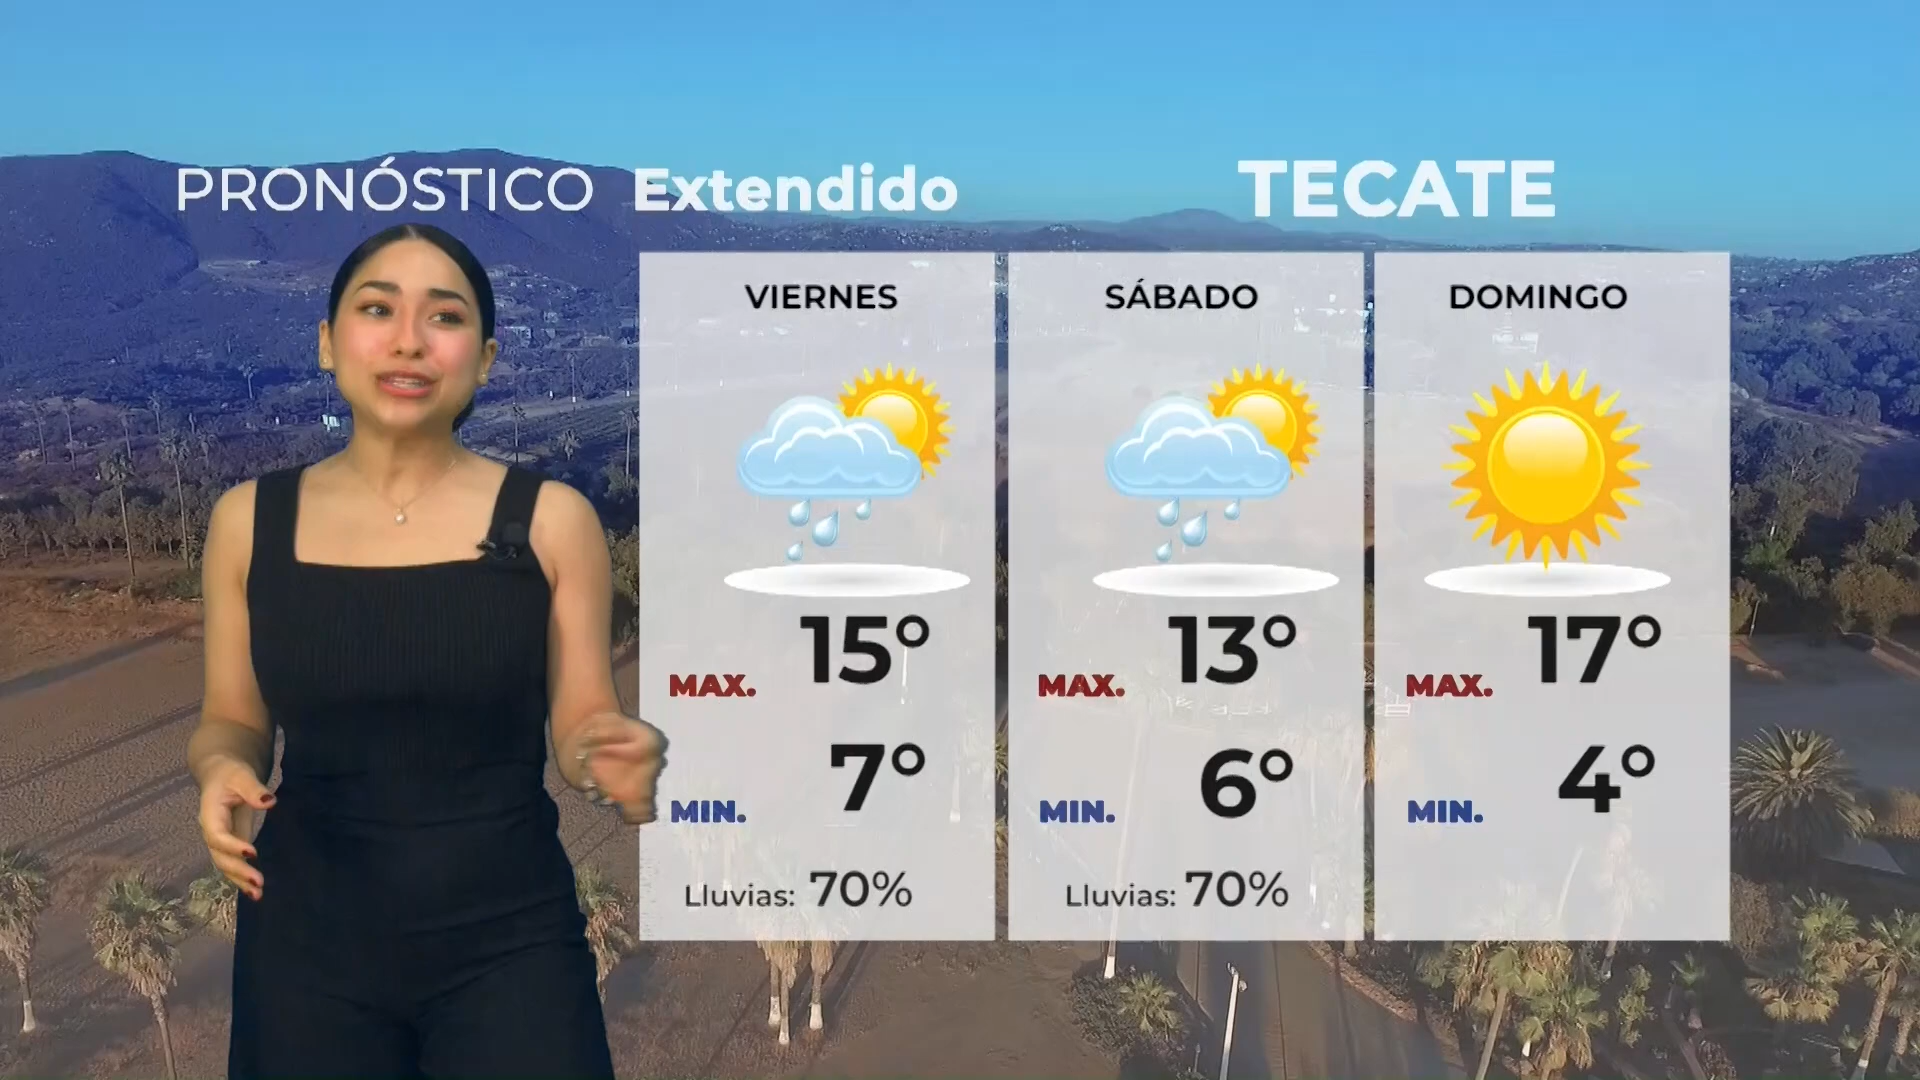 PRONÓSTICO Extendido
TECATE
VIERNES
15°
MAX.
7°
MIN.
Lluvias: 70%
SÁBADO
13°
MAX.
6°
MIN.
Lluvias: 70%
DOMINGO
17°
MAX.
4°
MIN.